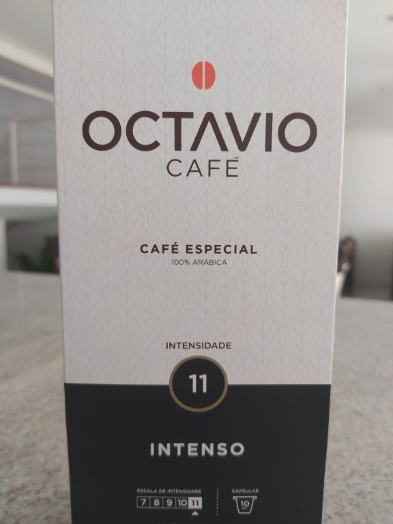 OCTAVIO
CAFÉ
CAFÉ ESPECIAL
100% ARÁBICA
INTENSIDADE
11
INTENSO
ESCALA DE INTENSIDADE
7 8 9 10 11
CÁPSULAS
10